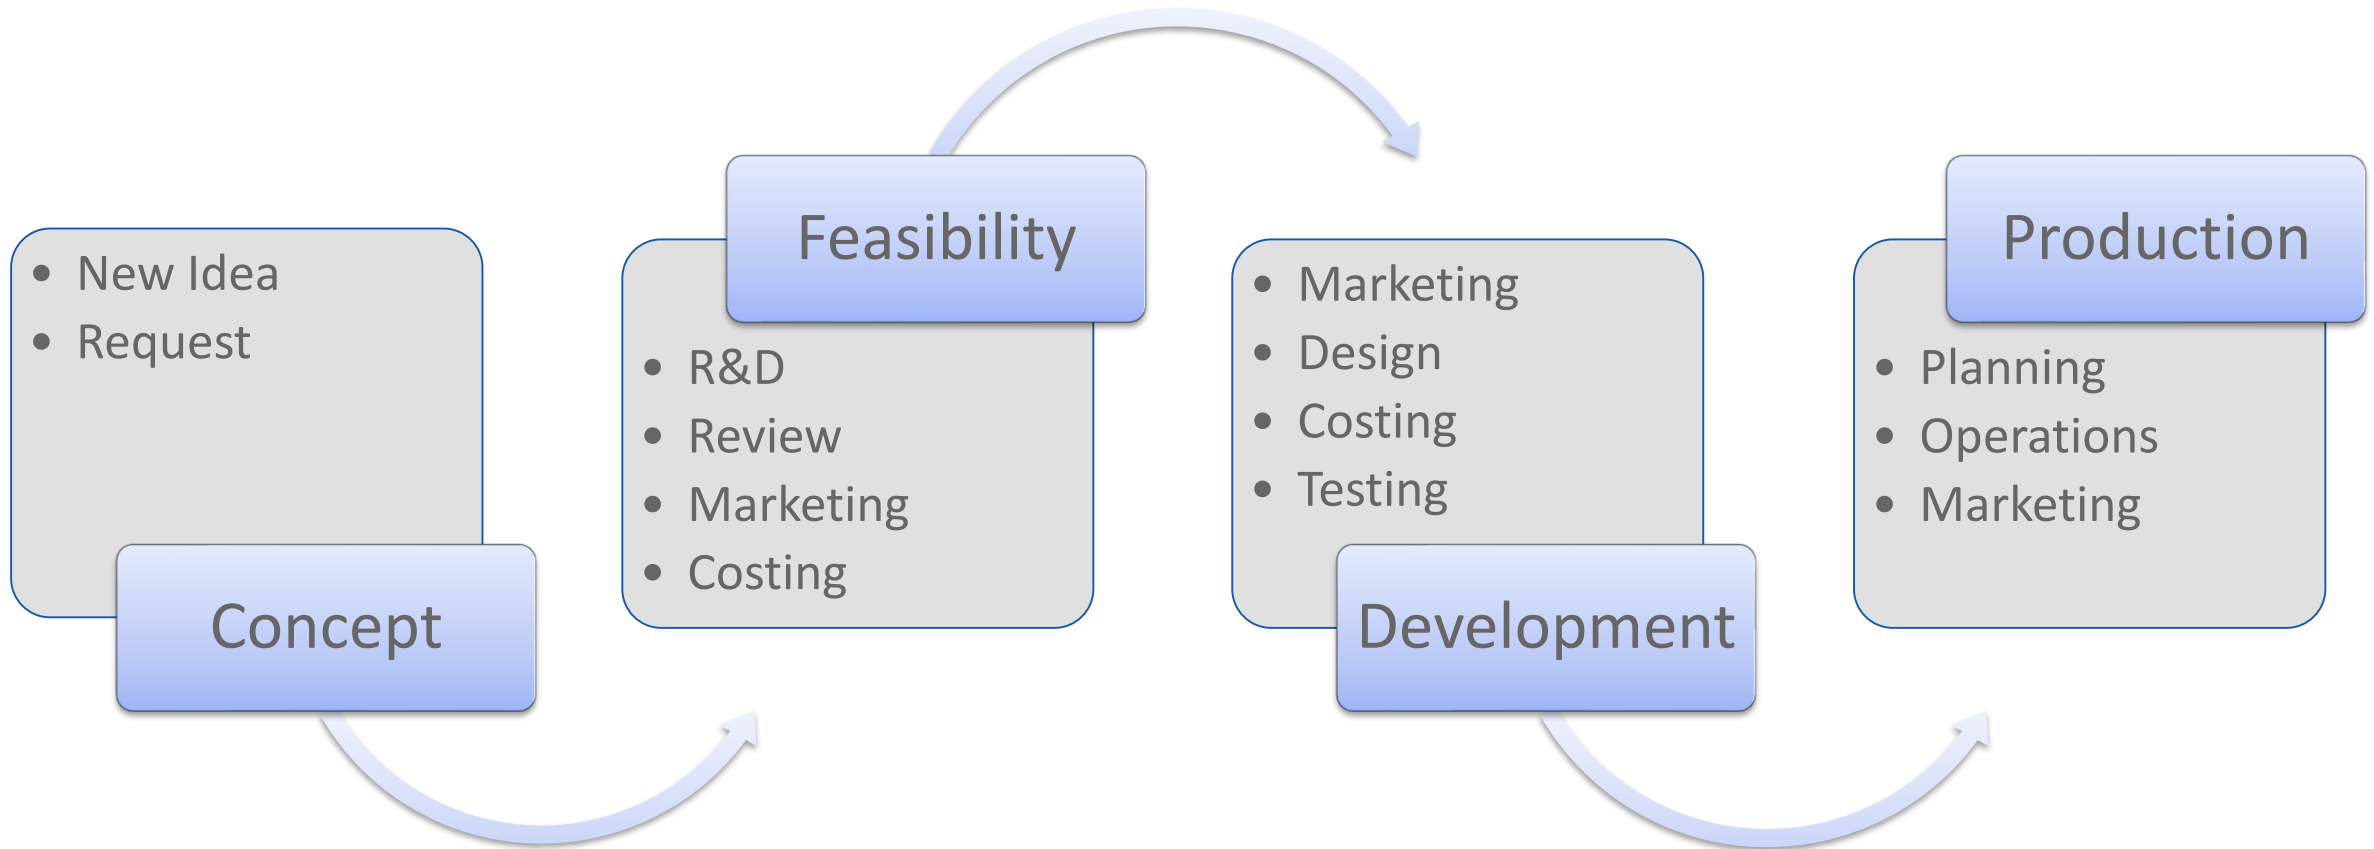 • New Idea
• Request
Concept
Feasibility
• R&D
• Review
• Marketing
• Costing
• Marketing
• Design
• Costing
• Testing
Development
Production
• Planning
• Operations
• Marketing